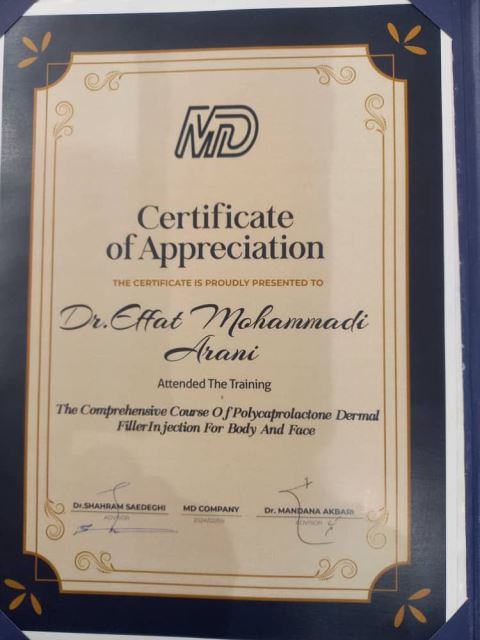 MD
Certificate
of Appreciation
THE CERTIFICATE IS PROUDLY PRESENTED TO
Dr.Effat Mohammadi
Arani
Attended The Training
The Comprehensive Course Of Polycaprolactone Dermal
Filler Injection For Body And Face
Dr.SHAHRAM SAEDEGHI MD COMPANY Dr. MANDANA AKBARI
ADVISOR ADVISOR